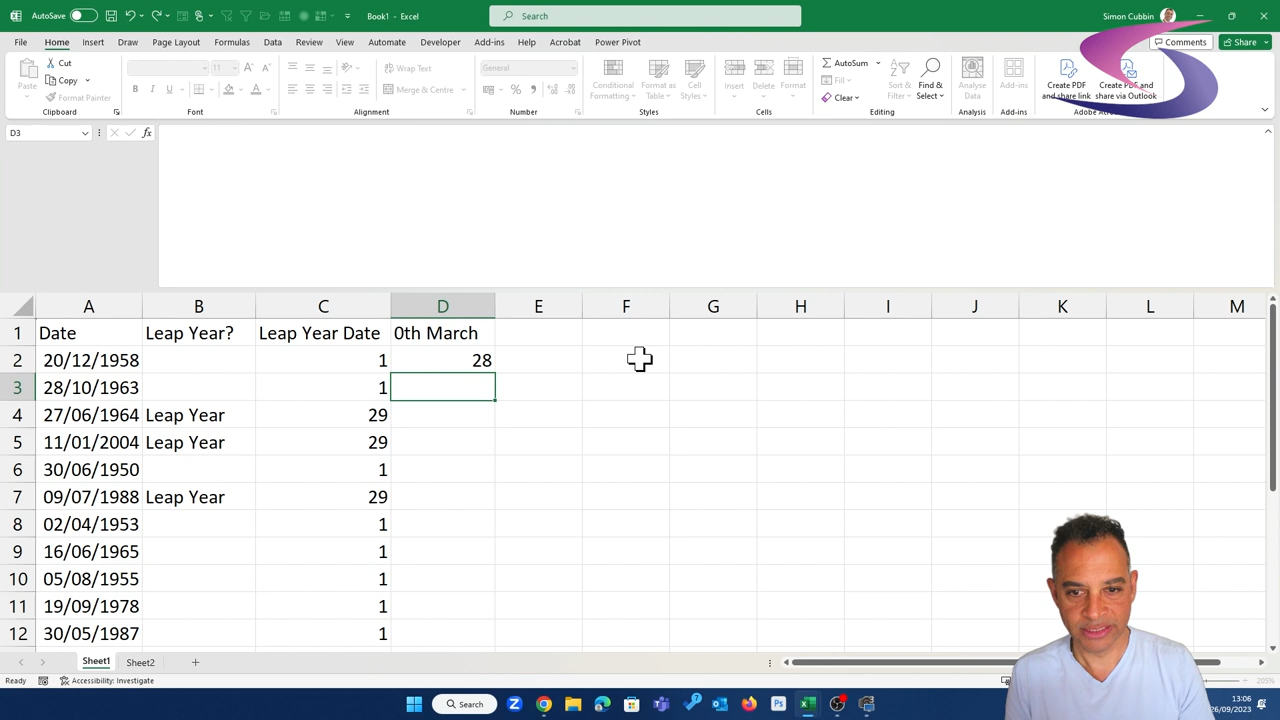 AutoSave Book1 - Excel Search Simon Cubbin
File Home Insert Draw Page Layout Formulas Data Review View Automate Developer Add-ins Help Acrobat Power Pivot Comments Share
Paste Cut Copy Format Painter Clipboard
11 Font
Wrap Text Merge & Centre Alignment
General Number
Conditional Formatting Format as Table Cell Styles Styles
Insert Delete Format Cells
AutoSum Fill Clear Sort & Filter Find & Select Editing
Analyse Data Analysis
Add-ins Add-ins
Create PDF and share link Create PDF and share via Outlook
D3 fx
A B C D E F G H I J K L M
1 Date Leap Year? Leap Year Date 0th March
2 20/12/1958 1 28
3 28/10/1963 1
4 27/06/1964 Leap Year 29
5 11/01/2004 Leap Year 29
6 30/06/1950 1
7 09/07/1988 Leap Year 29
8 02/04/1953 1
9 16/06/1965 1
10 05/08/1955 1
11 19/09/1978 1
12 30/05/1987 1
Sheet1 Sheet2
Ready Accessibility: Investigate 205%
Search 13:06
26/09/2023